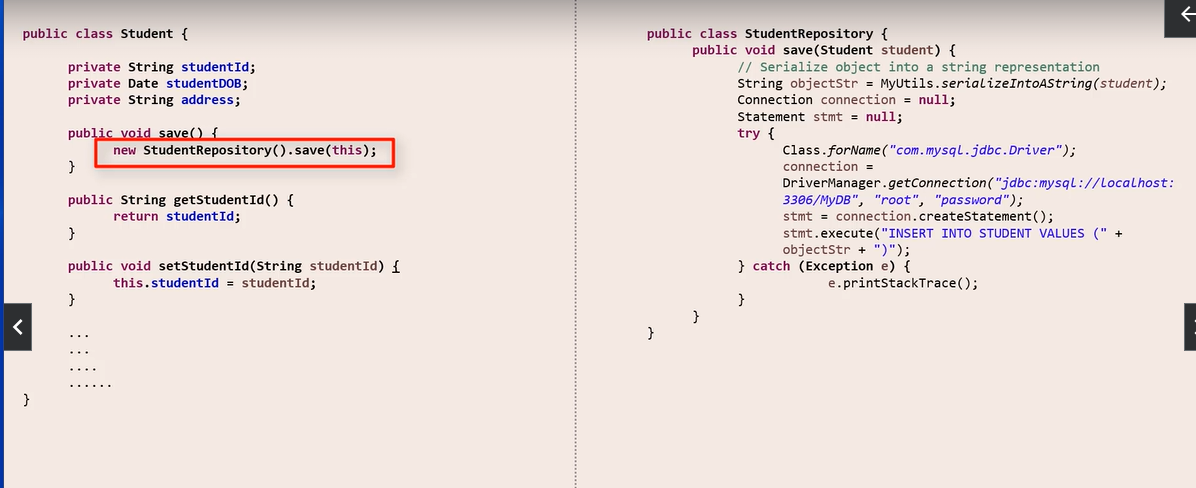 public class Student {
private String studentId;
private Date studentDOB;
private String address;
public void save() {
new StudentRepository().save(this);
}
public String getStudentId() {
return studentId;
}
public void setStudentId(String studentId) {
this.studentId = studentId;
}
...
...
....
......
}
public class StudentRepository {
public void save(Student student) {
// Serialize object into a string representation
String objectStr = MyUtils.serializeIntoAString(student);
Connection connection = null;
Statement stmt = null;
try {
Class.forName("com.mysql.jdbc.Driver");
connection =
DriverManager.getConnection("jdbc:mysql://localhost:
3306/MyDB", "root", "password");
stmt = connection.createStatement();
stmt.execute("INSERT INTO STUDENT VALUES (" +
objectStr + ")");
} catch (Exception e) {
e.printStackTrace();
}
}
}